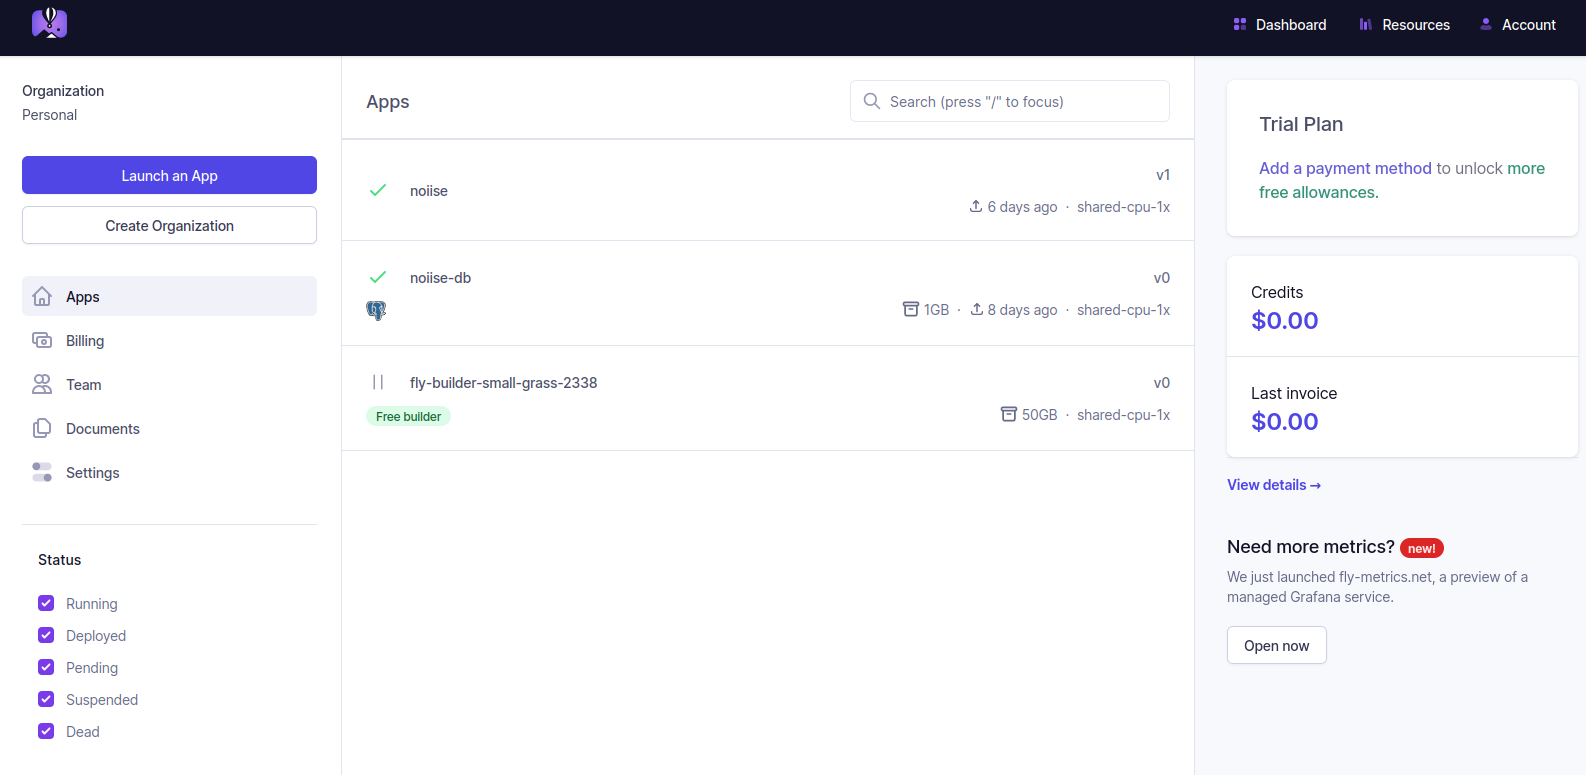 Dashboard
Resources
Account
Organization
Personal
Launch an App
Create Organization
Apps
Billing
Team
Documents
Settings
Status
Running
Deployed
Pending
Suspended
Dead
Apps
Search (press "/" to focus)
noiise
v1
6 days ago · shared-cpu-1x
noiise-db
v0
1GB · 8 days ago · shared-cpu-1x
fly-builder-small-grass-2338
v0
Free builder
50GB · shared-cpu-1x
Trial Plan
Add a payment method to unlock more
free allowances.
Credits
$0.00
Last invoice
$0.00
View details →
Need more metrics? new!
We just launched fly-metrics.net, a preview of a
managed Grafana service.
Open now